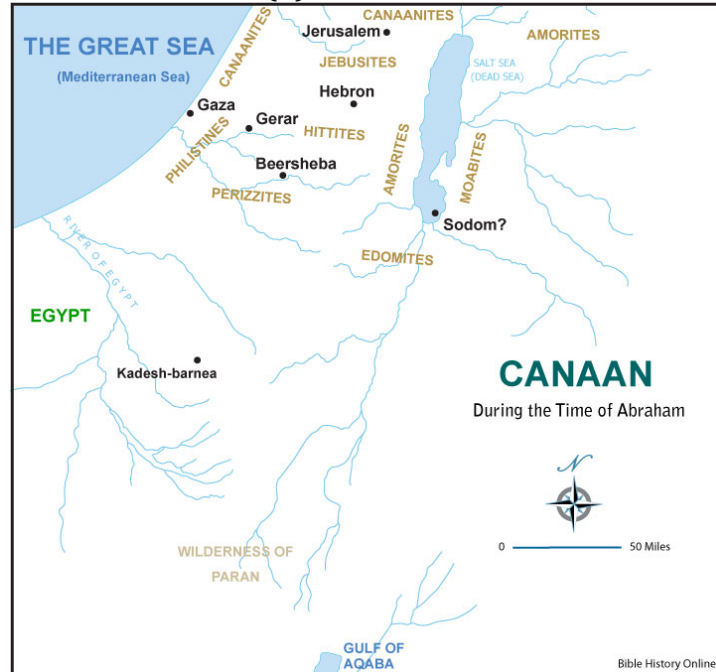 CANAANITES
THE GREAT SEA
(Mediterranean Sea)
CANAANITES
Jerusalem
AMORITES
JEBUSITES
SALT SEA
(DEAD SEA)
Hebron
Gaza
Gerar
HITTITES
PHILISTINES
Beersheba
AMORITES
MOABITES
PERIZZITES
Sodom?
RIVER OF EGYPT
EDOMITES
EGYPT
Kadesh-barnea
CANAAN
During the Time of Abraham
N
0 50 Miles
WILDERNESS OF
PARAN
GULF OF
AQABA
Bible History Online